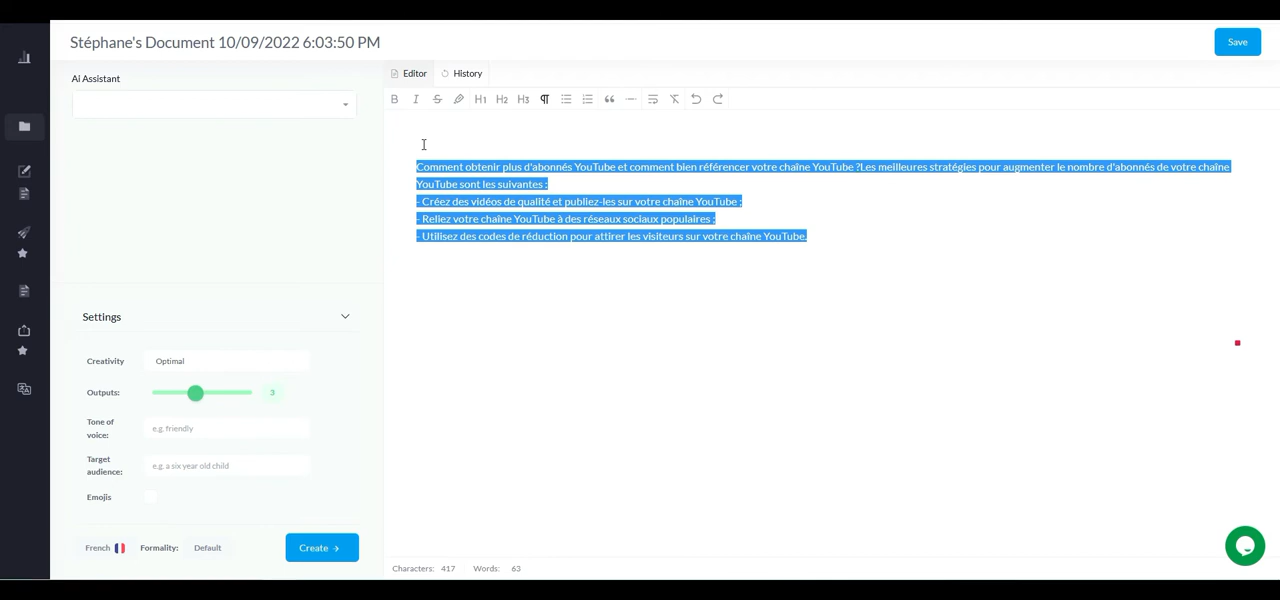 Stéphane's Document 10/09/2022 6:03:50 PM
Save
Ai Assistant
Editor
History
B I S H1 H2 H3 ¶
Comment obtenir plus d'abonnés YouTube et comment bien référencer votre chaîne YouTube ?Les meilleures stratégies pour augmenter le nombre d'abonnés de votre chaîne
YouTube sont les suivantes :
- Créez des vidéos de qualité et publiez-les sur votre chaîne YouTube ;
- Reliez votre chaîne YouTube à des réseaux sociaux populaires ;
- Utilisez des codes de réduction pour attirer les visiteurs sur votre chaîne YouTube.
Settings
Creativity
Optimal
Outputs:
3
Tone of
voice:
e.g. friendly
Target
audience:
e.g. a six year old child
Emojis
French
Formality:
Default
Create →
Characters: 417
Words: 63